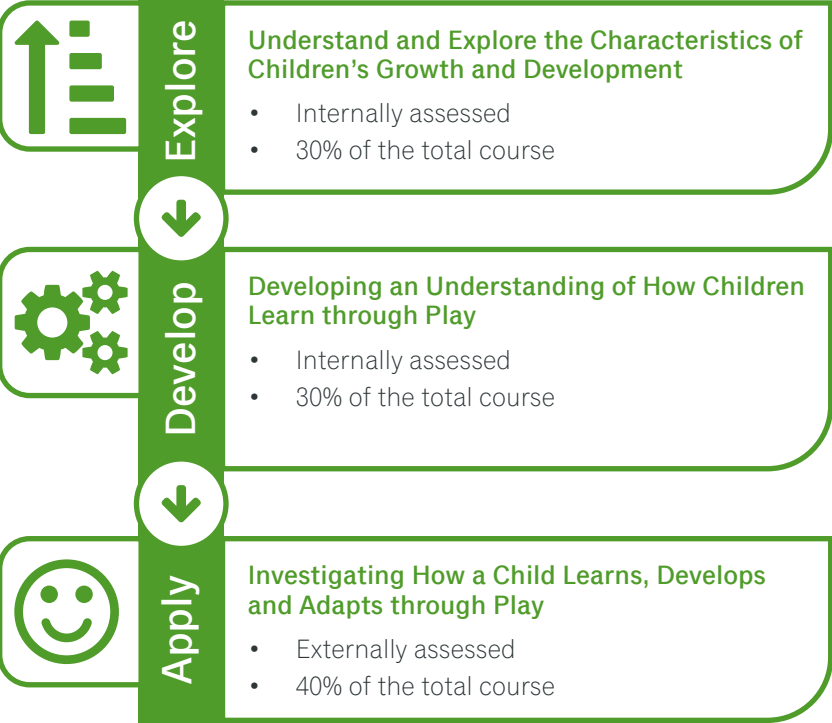 Explore
Understand and Explore the Characteristics of
Children’s Growth and Development
• Internally assessed
• 30% of the total course
Develop
Developing an Understanding of How Children
Learn through Play
• Internally assessed
• 30% of the total course
Apply
Investigating How a Child Learns, Develops
and Adapts through Play
• Externally assessed
• 40% of the total course